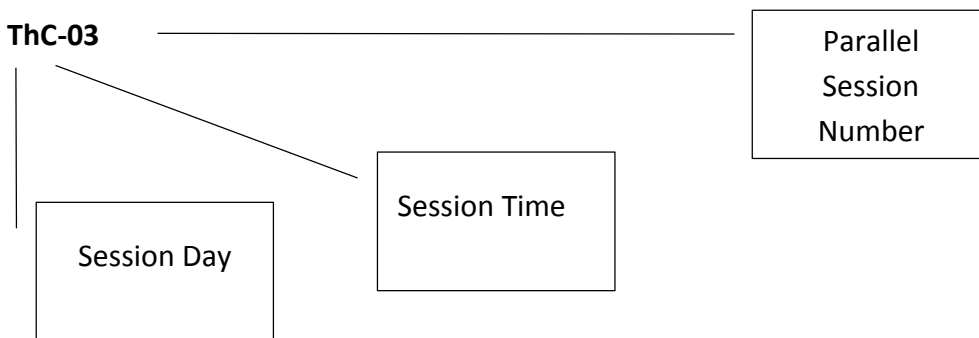 ThC-03
Parallel
Session
Number
Session Time
Session Day